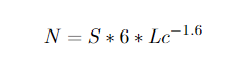 N = S ∗ 6 ∗ Lc⁻¹·⁶